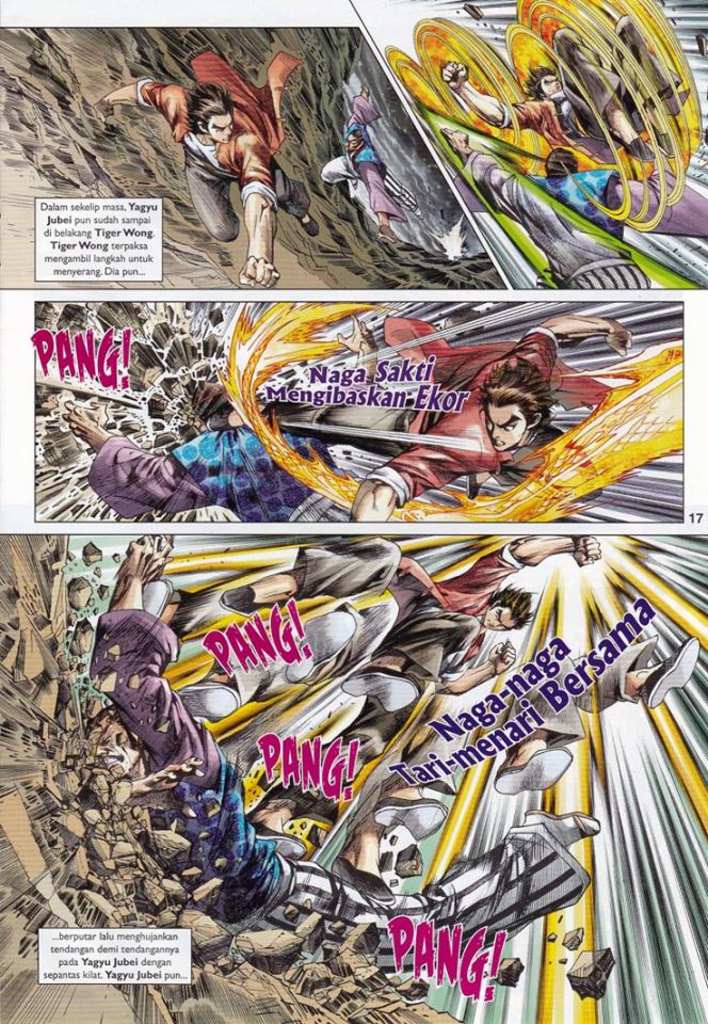 Dalam sekelip masa, Yagyu
Jubei pun sudah sampai
di belakang Tiger Wong.
Tiger Wong terpaksa
mengambil langkah untuk
menyerang. Dia pun...
PANG!
Naga Sakti
Mengibaskan Ekor
17
PANG!
Naga-naga
Tari-menari Bersama
PANG!
PANG!
...berputar lalu menghujankan
tendangan demi tendangannya
pada Yagyu Jubei dengan
sepantas kilat. Yagyu Jubei pun...